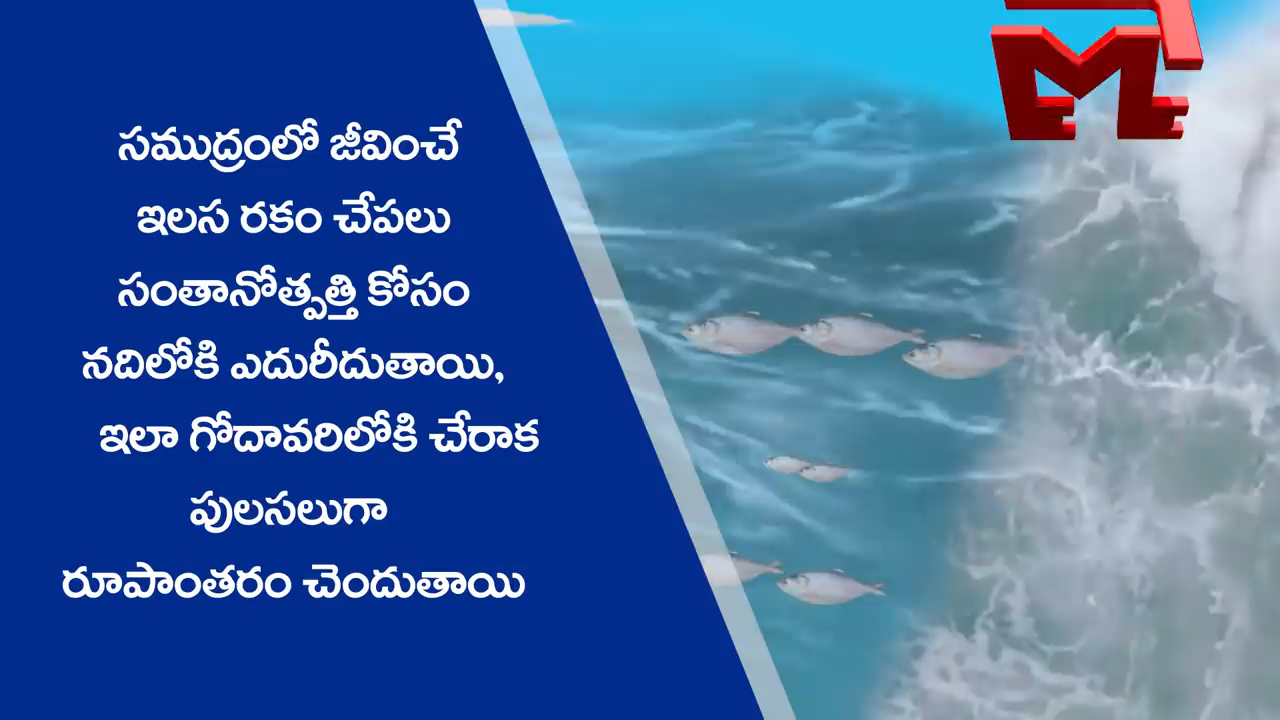 సముద్రంలో జీవించే
ఇలస రకం చేపలు
సంతానోత్పత్తి కోసం
నదిలోకి ఎదురీదుతాయి,
ఇలా గోదావరిలోకి చేరాక
పులసలుగా
రూపాంతరం చెందుతాయి